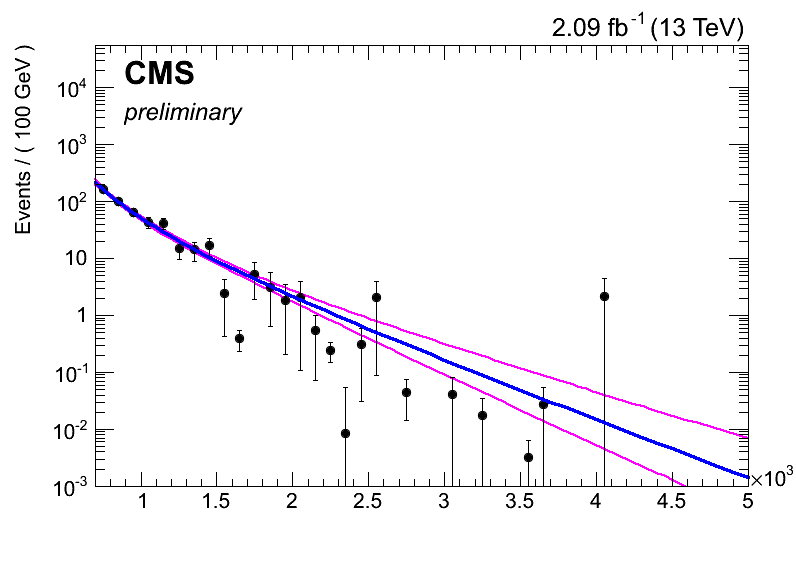 2.09 fb⁻¹ (13 TeV)
CMS
preliminary
Events / ( 100 GeV )
10⁴
10³
10²
10
1
10⁻¹
10⁻²
10⁻³
1 1.5 2 2.5 3 3.5 4 4.5 5 ×10³